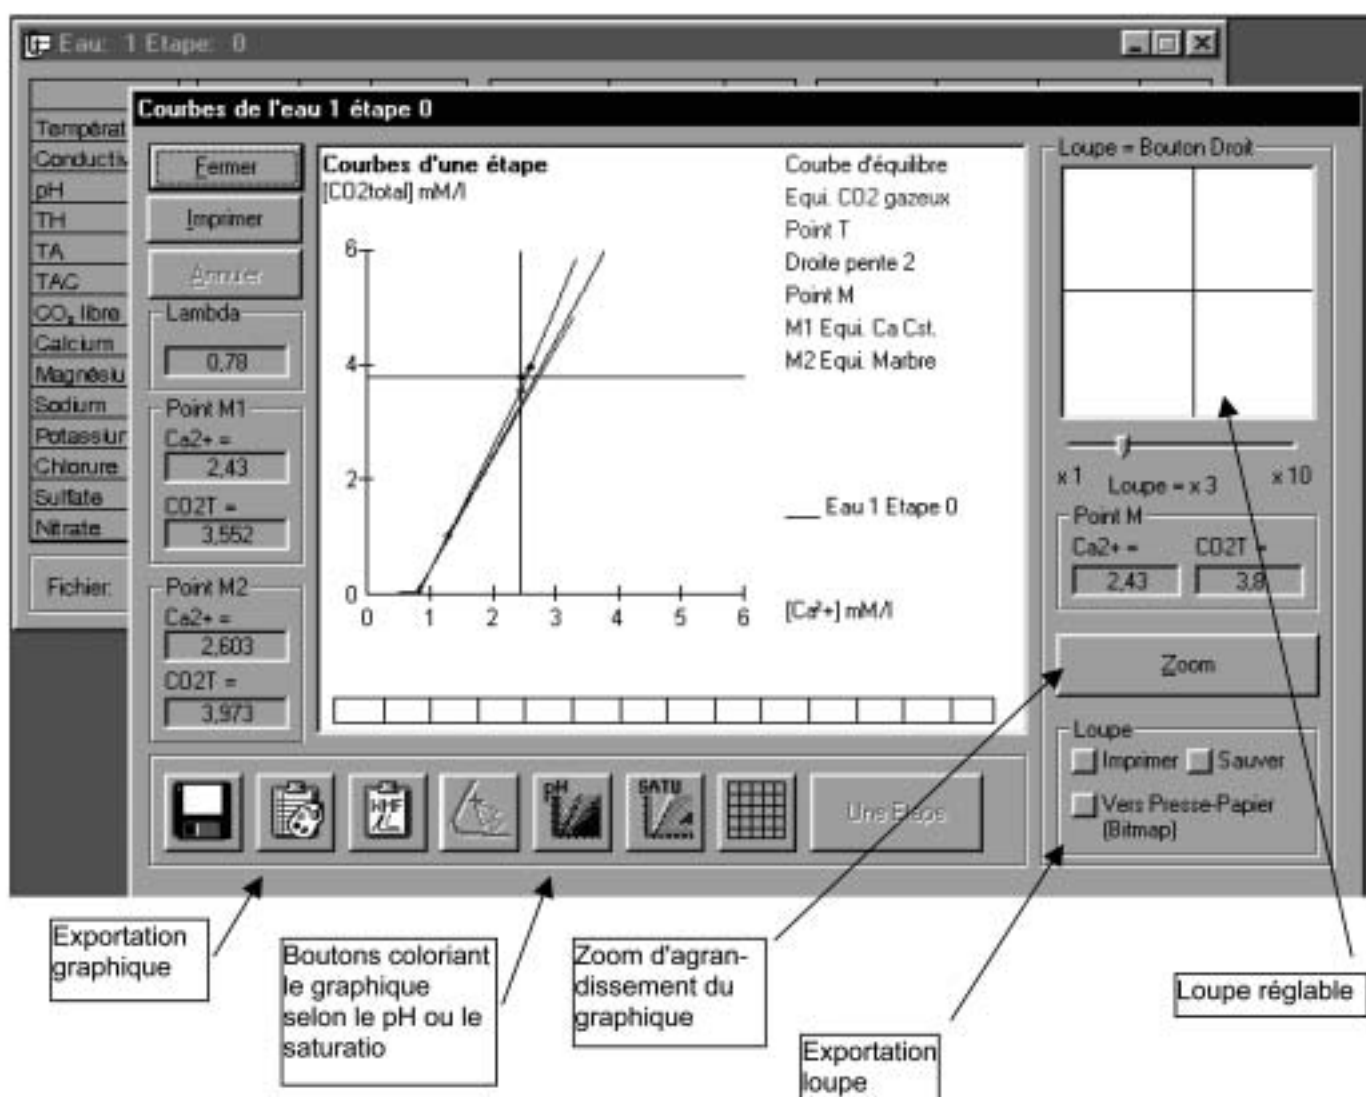 Eau: 1 Etape: 0
Courbes de l'eau 1 étape 0
Températ
Conductiv
pH
TH
TA
TAC
CO₂ libre
Calcium
Magnésiu
Sodium
Potassiur
Chlorure
Sulfate
Nitrate
Fichier:
Fermer
Imprimer
Annuler
Lambda
0,78
Point M1
Ca2+ =
2,43
CO2T =
3,552
Point M2
Ca2+ =
2,603
CO2T =
3,973
Courbes d'une étape
[CO2total] mM/l
6
4
2
0
0 1 2 3 4 5 6
[Ca²+] mM/l
Courbe d'équilibre
Equi. CO2 gazeux
Point T
Droite pente 2
Point M
M1 Equi. Ca Cst.
M2 Equi. Marbre
Eau 1 Etape 0
Loupe = Bouton Droit
x 1 Loupe = x 3 x 10
Point M
Ca2+ = CO2T =
2,43 3,8
Zoom
Loupe
Imprimer Sauver
Vers Presse-Papier
(Bitmap)
WMF
pH
SATU
Une Etape
Exportation
graphique
Boutons coloriant
le graphique
selon le pH ou le
saturatio
Zoom d'agran-
dissement du
graphique
Exportation
loupe
Loupe réglable